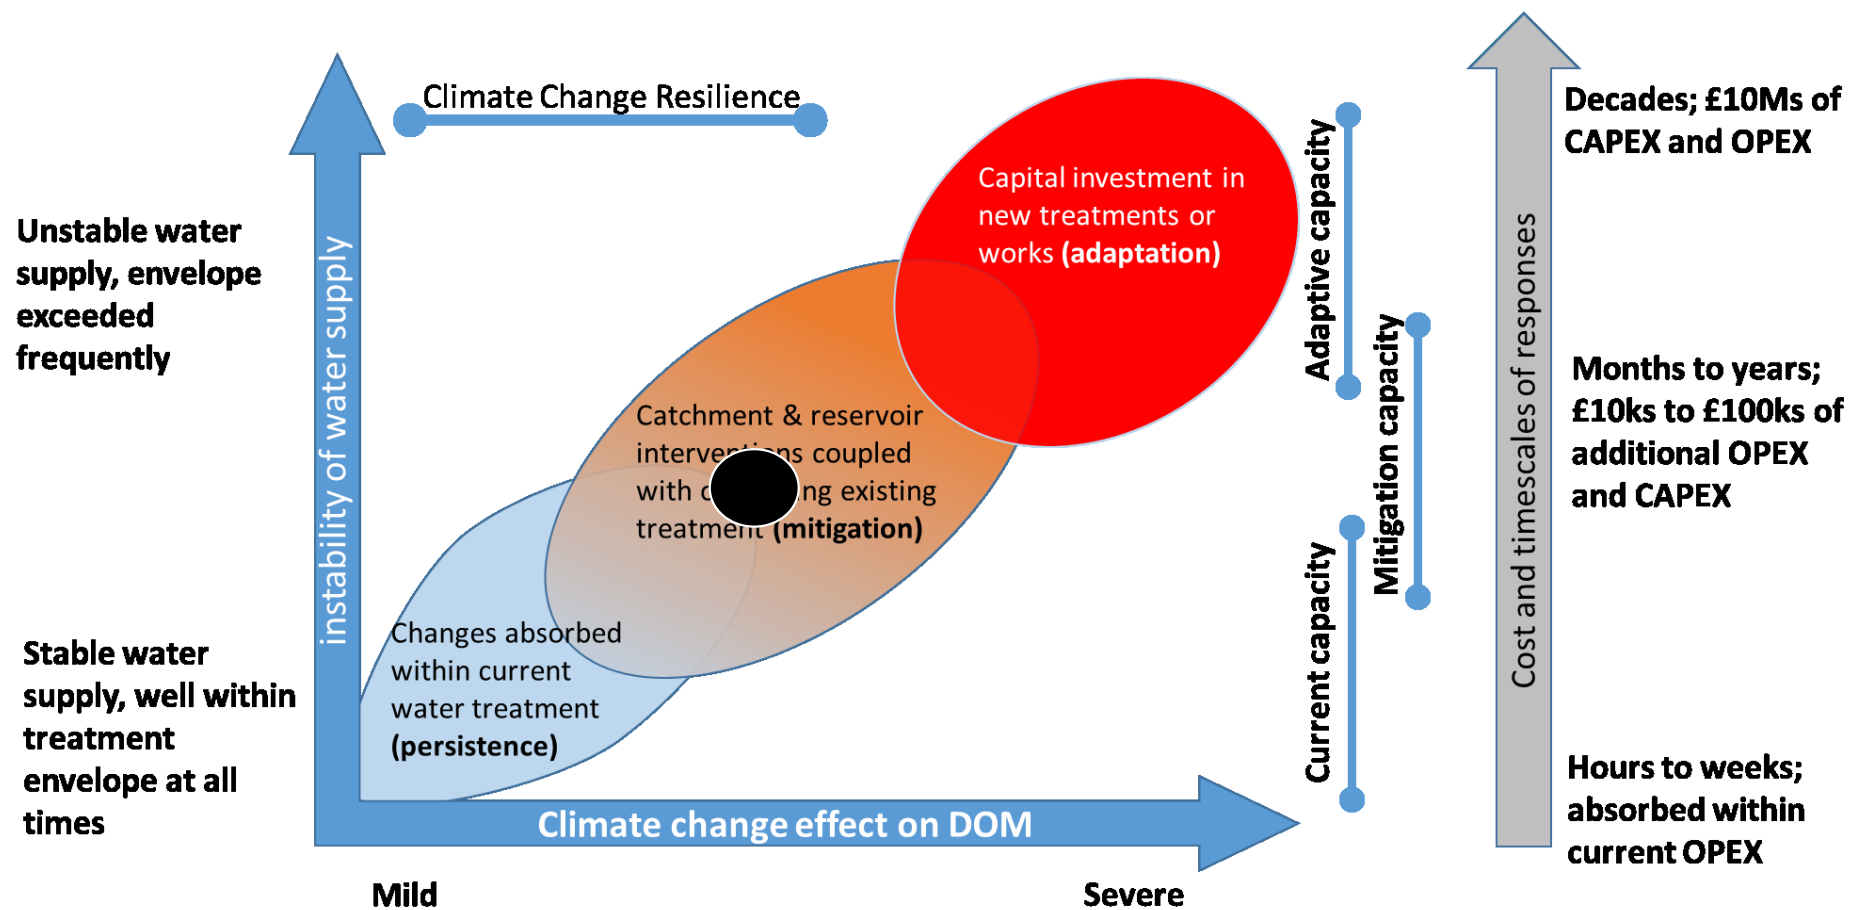 Climate Change Resilience
Decades; £10Ms of
CAPEX and OPEX
Unstable water
supply, envelope
exceeded
frequently
instability of water supply
Capital investment in
new treatments or
works (adaptation)
Adaptive capacity
Mitigation capacity
Current capacity
Cost and timescales of responses
Months to years;
£10ks to £100ks of
additional OPEX
and CAPEX
Catchment & reservoir
coupled
with existing
(mitigation)
Changes absorbed
within current
water treatment
(persistence)
Stable water
supply, well within
treatment
envelope at all
times
Hours to weeks;
absorbed within
current OPEX
Climate change effect on DOM
Mild
Severe